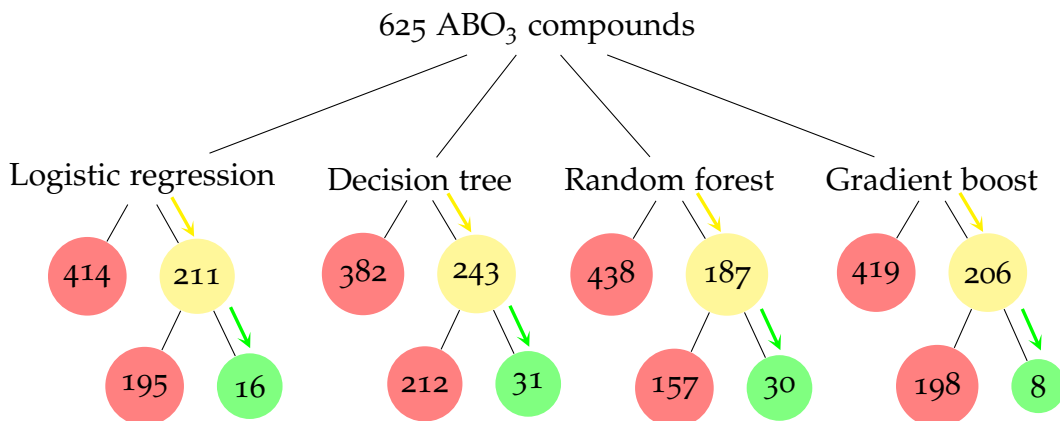 625 ABO₃ compounds
Logistic regression Decision tree Random forest Gradient boost
414 211 382 243 438 187 419 206
195 16 212 31 157 30 198 8